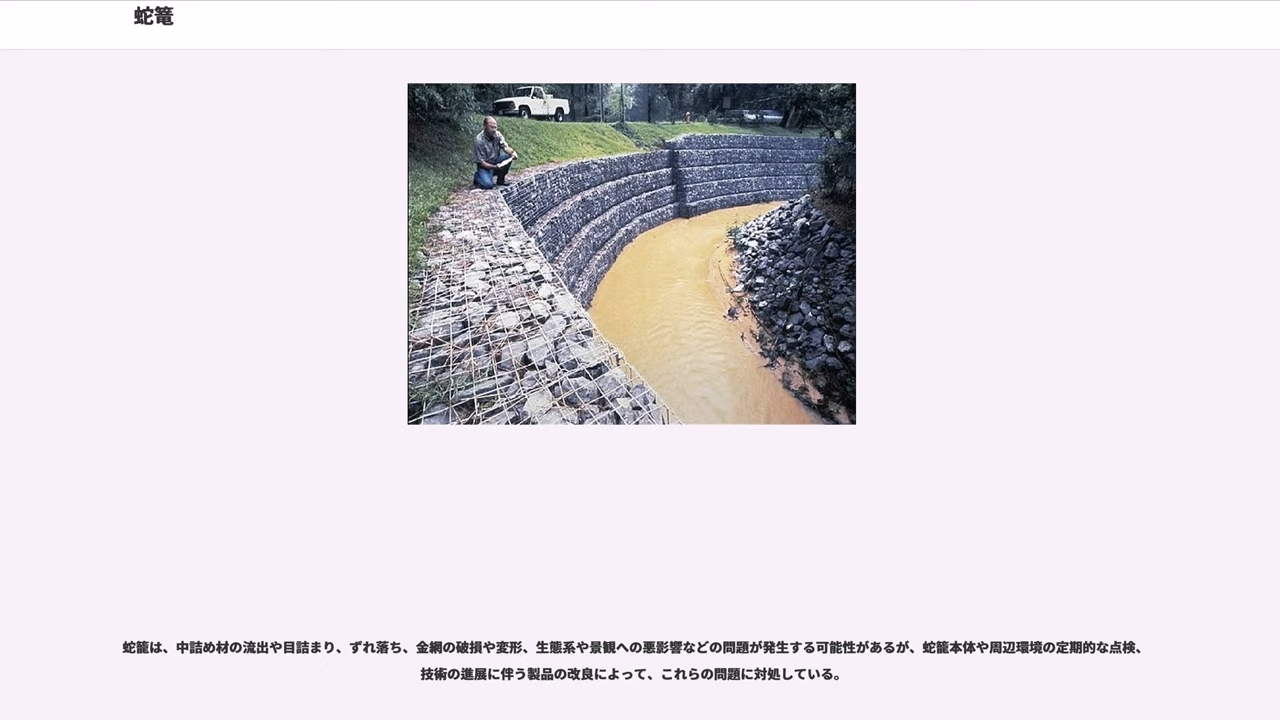 蛇篭
蛇籠は、中詰め材の流出や目詰まり、ずれ落ち、金網の破損や変形、生態系や景観への悪影響などの問題が発生する可能性があるが、蛇籠本体や周辺環境の定期的な点検、
技術の進展に伴う製品の改良によって、これらの問題に対処している。